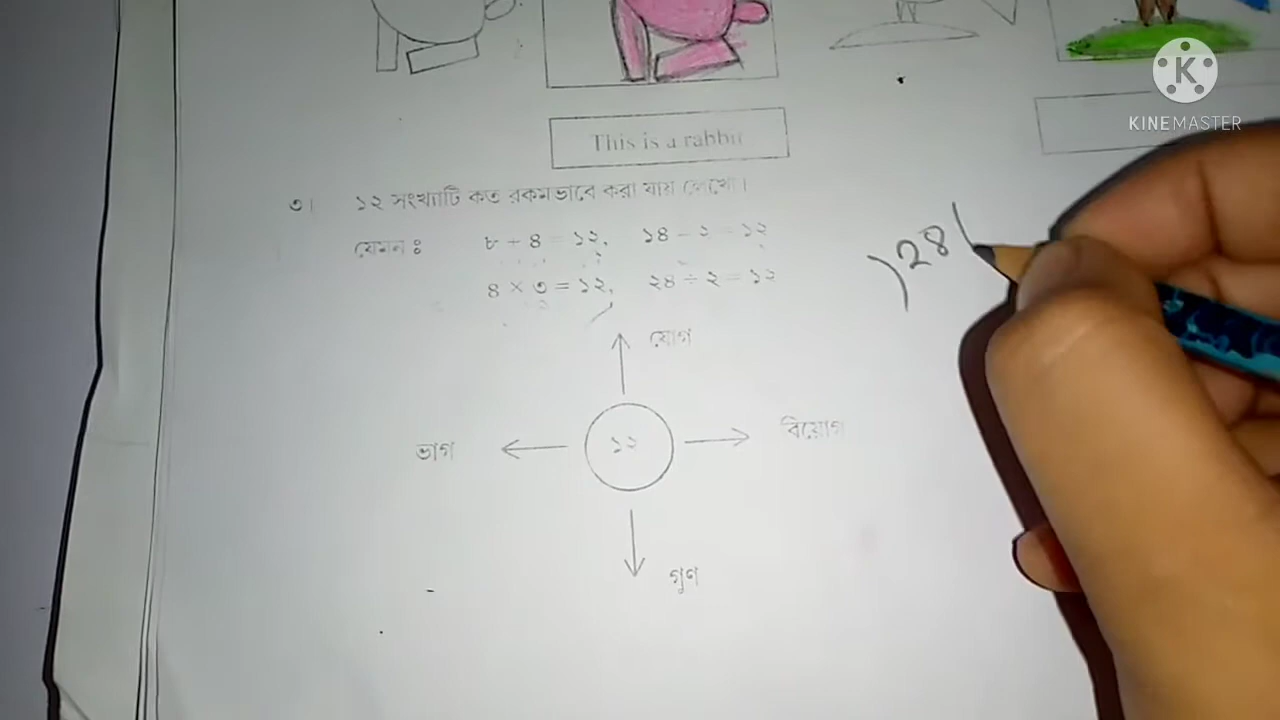 This is a rabbit
KINEMASTER
৩। ১২ সংখ্যাটি কত রকমভাবে করা যায় লেখো।
যেমন ঃ ৮ + ৪ = ১২, ১৪ - ২ = ১২
৪ × ৩ = ১২, ২৪ ÷ ২ = ১২
)২৪(
যোগ
ভাগ ১২ বিয়োগ
গুণ